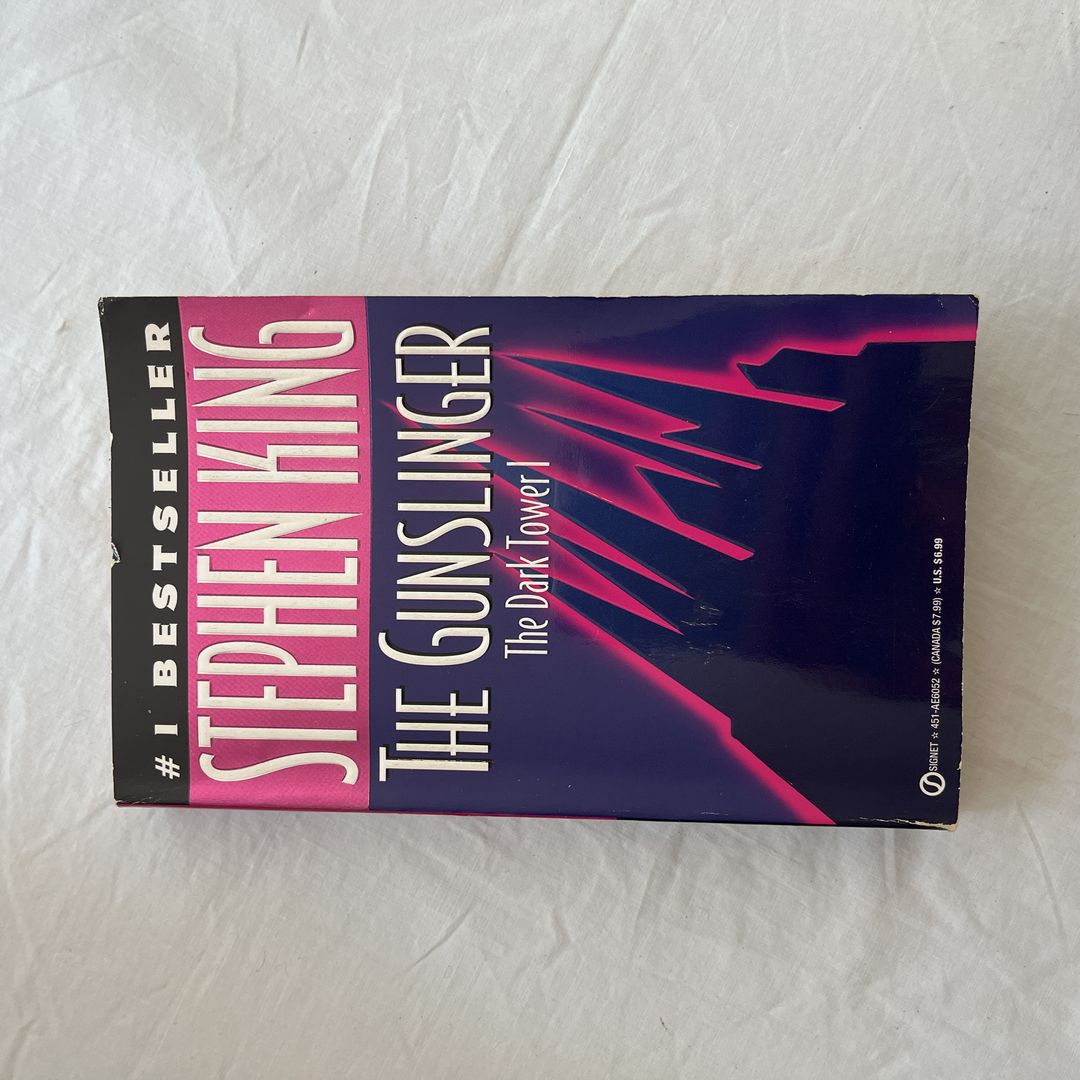 # 1 BESTSELLER
STEPHEN KING
THE GUNSLINGER
The Dark Tower I
SIGNET ☆ 451-AE6052 ☆ (CANADA $7.99) ☆ U.S. $6.99